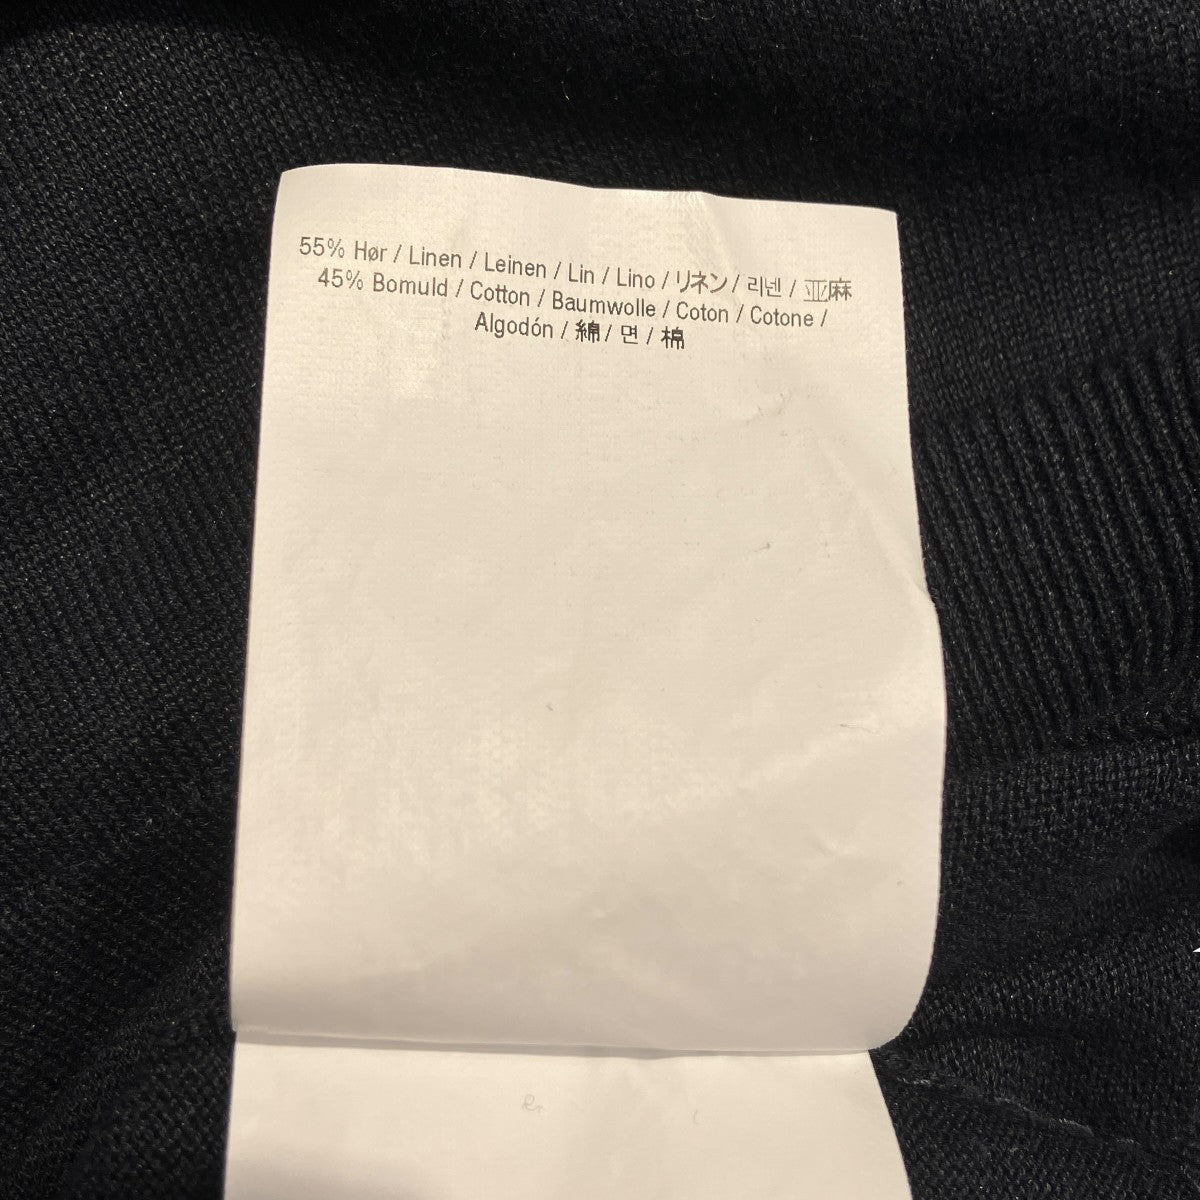 55% Hør / Linen / Leinen / Lin / Lino / リネン / 리넨 / 亚麻
45% Bomuld / Cotton / Baumwolle / Coton / Cotone /
Algodón / 綿 / 면 / 棉